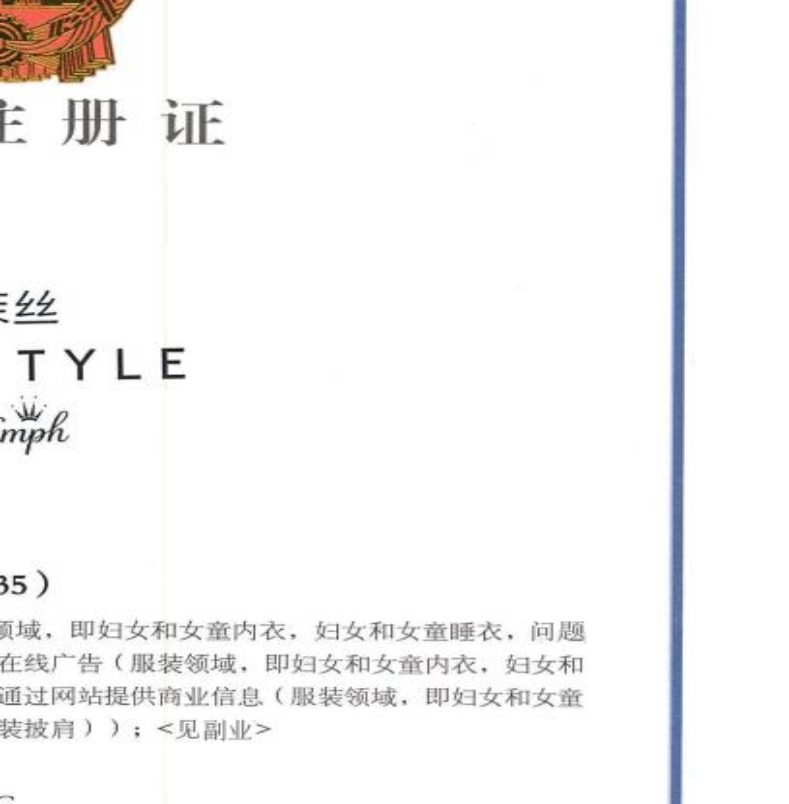 注册证
丝
TYLE
mph
35）
领域，即妇女和女童内衣，妇女和女童睡衣，问题
在线广告（服装领域，即妇女和女童内衣，妇女和
通过网站提供商业信息（服装领域，即妇女和女童
装披肩））；<见副业>